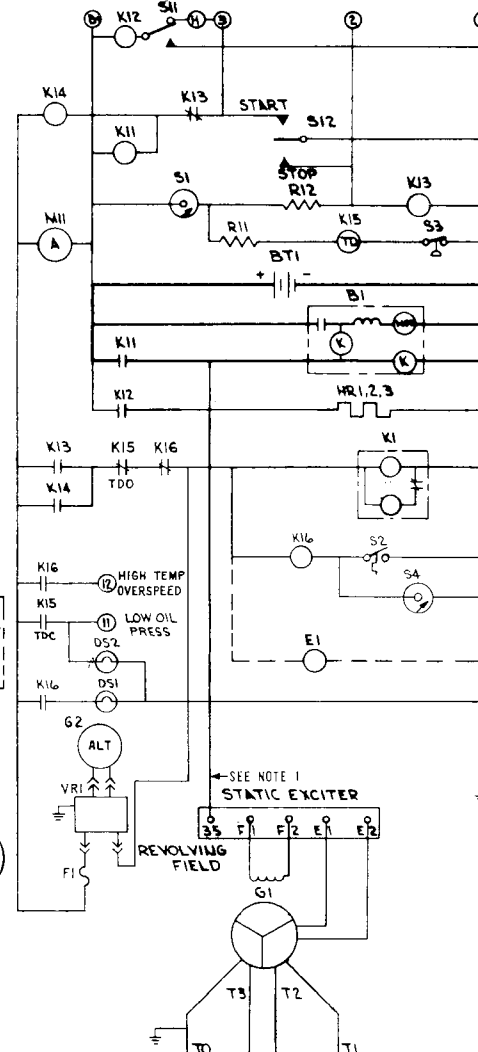 B+ K12 S11 H 3 2
K14 K13 START
K11 S12
STOP
S1 R12 K13
M11 R11 K15 S3
A TD
BT1
+ -
B1
K11 K
K
K12 HR1,2,3
K13 K15 K16 K1
TDO
K14
K16 S2
K16 12 HIGH TEMP S4
OVERSPEED
K15 11 LOW OIL
TDC PRESS
DS2 E1
K16 DS1
G2
ALT
SEE NOTE 1
VR1 STATIC EXCITER
35 F1 F2 E1 E2
REVOLVING
FIELD
F1
G1
T3 T2
T0 T1